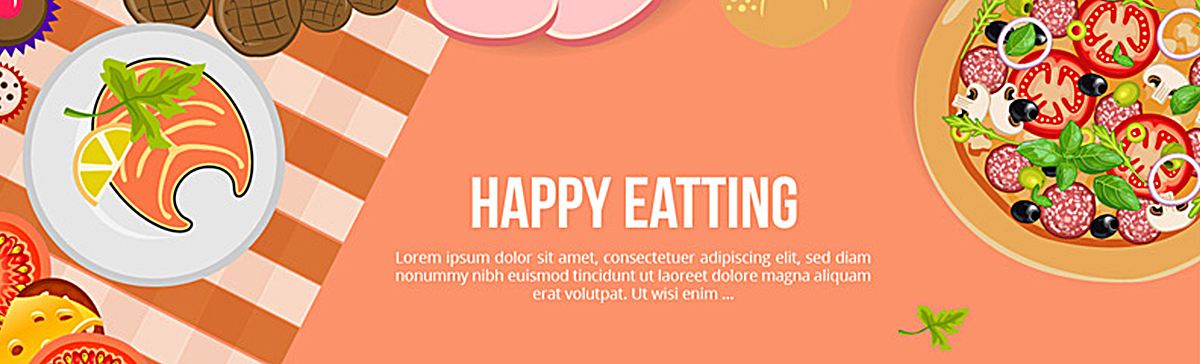 HAPPY EATTING
Lorem ipsum dolor sit amet, consectetuer adipiscing elit, sed diam
nonummy nibh euismod tincidunt ut laoreet dolore magna aliquam
erat volutpat. Ut wisi enim ...